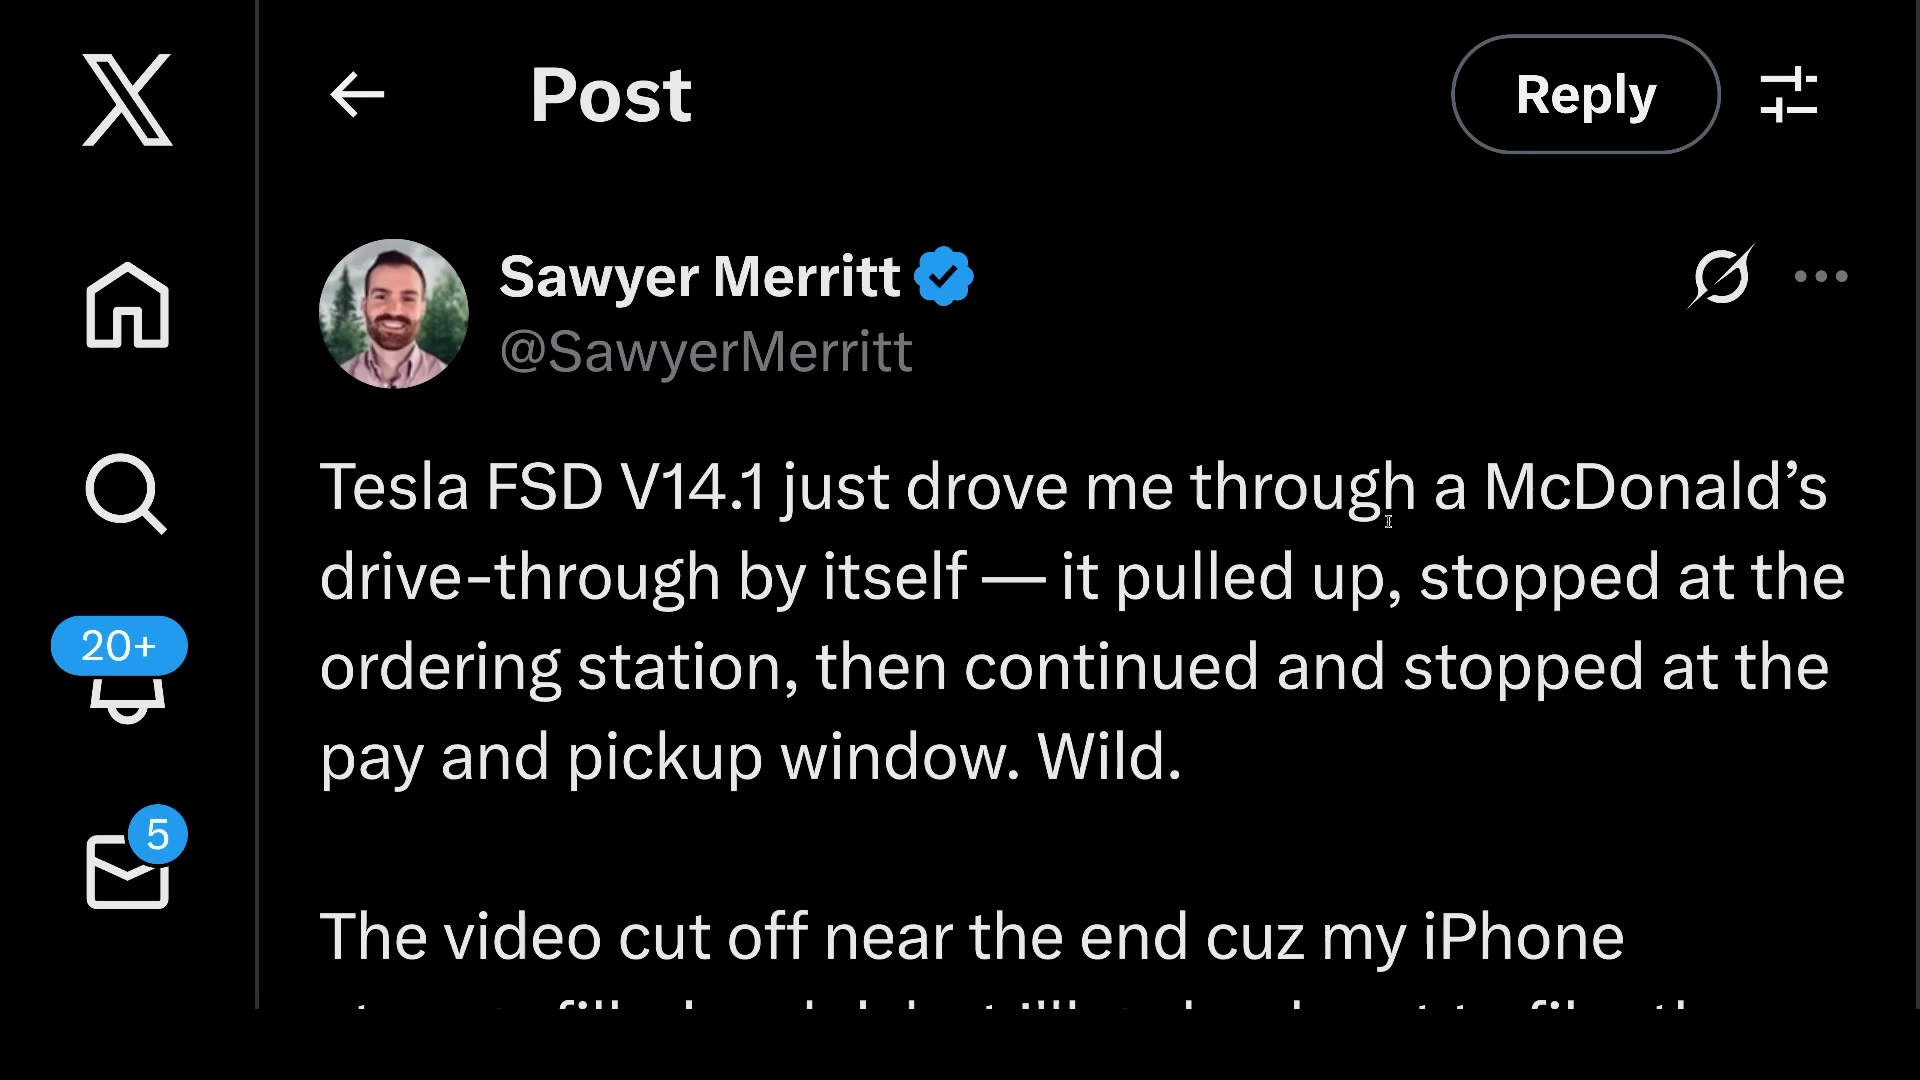 Post
Reply
Sawyer Merritt
@SawyerMerritt
Tesla FSD V14.1 just drove me through a McDonald’s
drive-through by itself — it pulled up, stopped at the
ordering station, then continued and stopped at the
pay and pickup window. Wild.
20+
5
The video cut off near the end cuz my iPhone